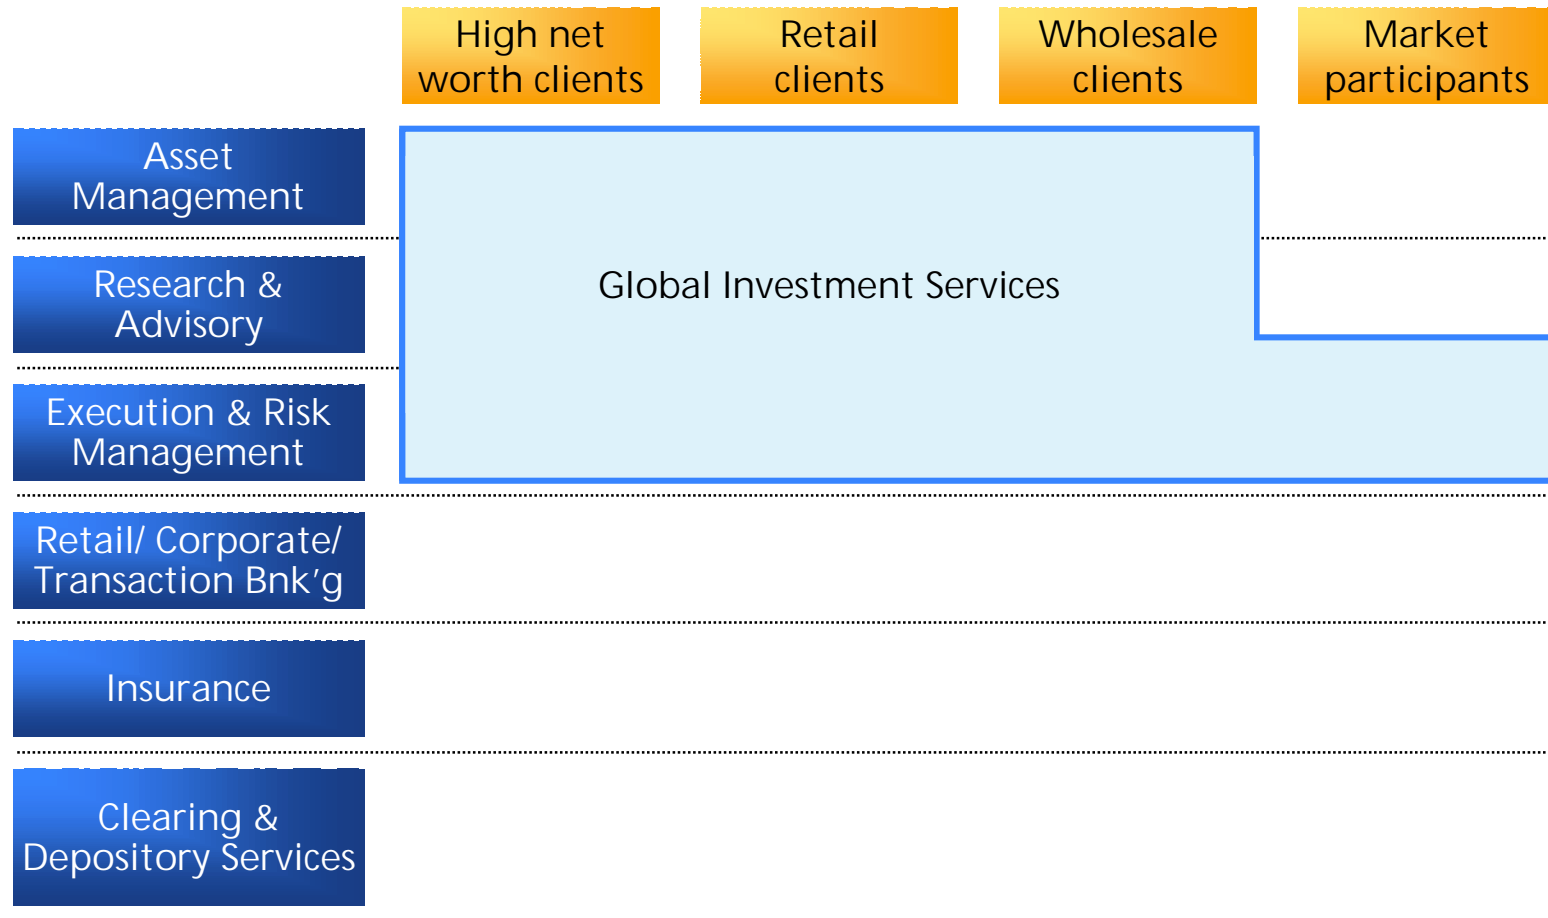 High net
worth clients
Retail
clients
Wholesale
clients
Market
participants
Asset
Management
Research &
Advisory
Global Investment Services
Execution & Risk
Management
Retail/ Corporate/
Transaction Bnk’g
Insurance
Clearing &
Depository Services